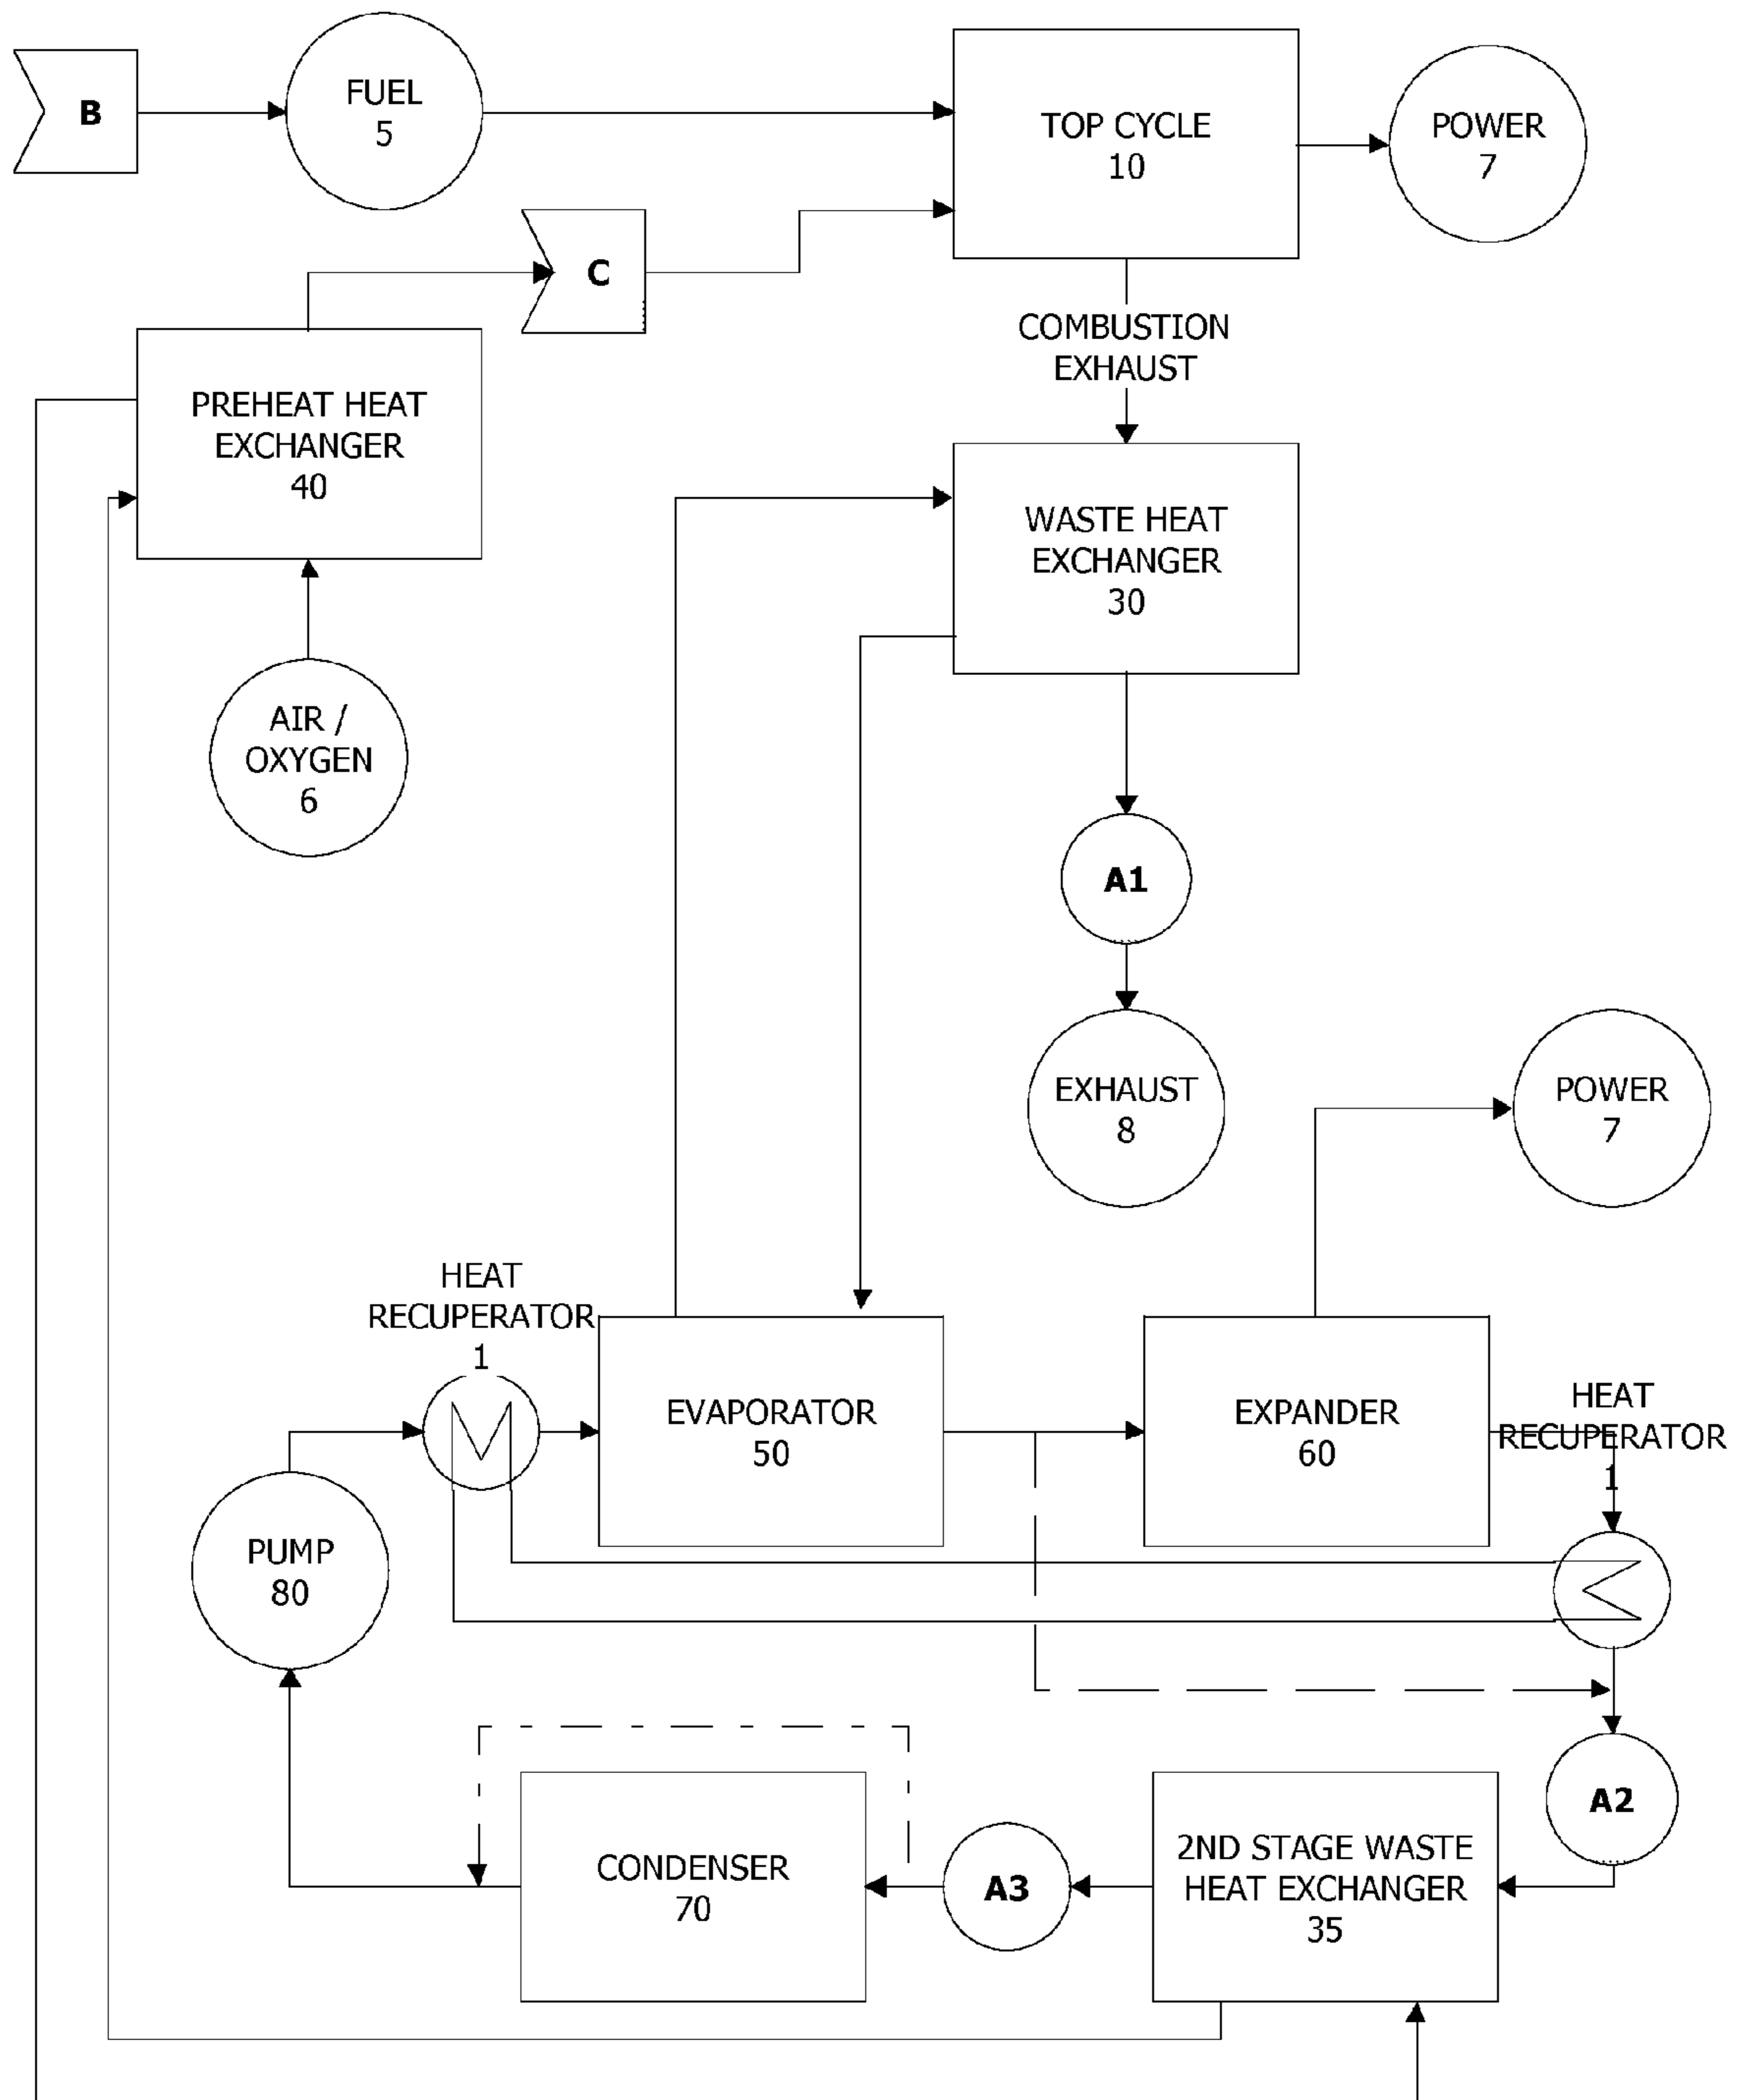 B
FUEL
5
TOP CYCLE
10
POWER
7
C
COMBUSTION
EXHAUST
PREHEAT HEAT
EXCHANGER
40
WASTE HEAT
EXCHANGER
30
AIR /
OXYGEN
6
A1
EXHAUST
8
POWER
7
HEAT
RECUPERATOR
1
EVAPORATOR
50
EXPANDER
60
HEAT
RECUPERATOR
1
PUMP
80
A2
CONDENSER
70
A3
2ND STAGE WASTE
HEAT EXCHANGER
35